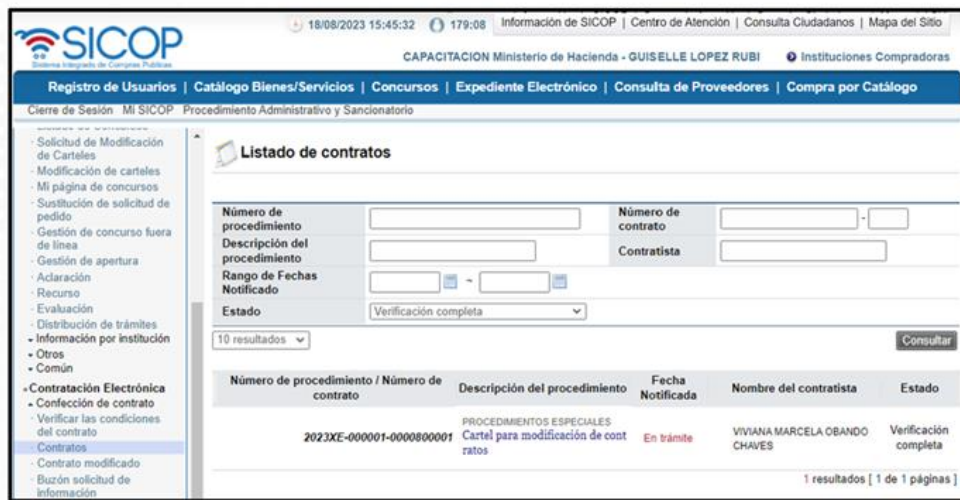 18/08/2023 15:45:32 179:08 Información de SICOP | Centro de Atención | Consulta Ciudadanos | Mapa del Sitio
SICOP
Sistema Integrado de Compras Públicas
CAPACITACION Ministerio de Hacienda - GUISELLE LOPEZ RUBI Instituciones Compradoras
Registro de Usuarios | Catálogo Bienes/Servicios | Concursos | Expediente Electrónico | Consulta de Proveedores | Compra por Catálogo
Cierre de Sesión Mi SICOP Procedimiento Administrativo y Sancionatorio
Solicitud de Modificación
de Carteles
Modificación de carteles
Mi página de concursos
Sustitución de solicitud de
pedido
Gestión de concurso fuera
de línea
Gestión de apertura
Aclaración
Recurso
Evaluación
Distribución de trámites
Información por institución
Otros
Común
Contratación Electrónica
Confección de contrato
Verificar las condiciones
del contrato
Contratos
Contrato modificado
Buzón solicitud de
información
Listado de contratos
Número de
procedimiento
Número de
contrato
-
Descripción del
procedimiento
Contratista
Rango de Fechas
Notificado
~
Estado
Verificación completa
10 resultados
Consultar
Número de procedimiento / Número de
contrato
Descripción del procedimiento
Fecha
Notificada
Nombre del contratista
Estado
2023XE-000001-0000800001
PROCEDIMIENTOS ESPECIALES
Cartel para modificación de cont
ratos
En trámite
VIVIANA MARCELA OBANDO
CHAVES
Verificación
completa
1 resultados [ 1 de 1 páginas ]